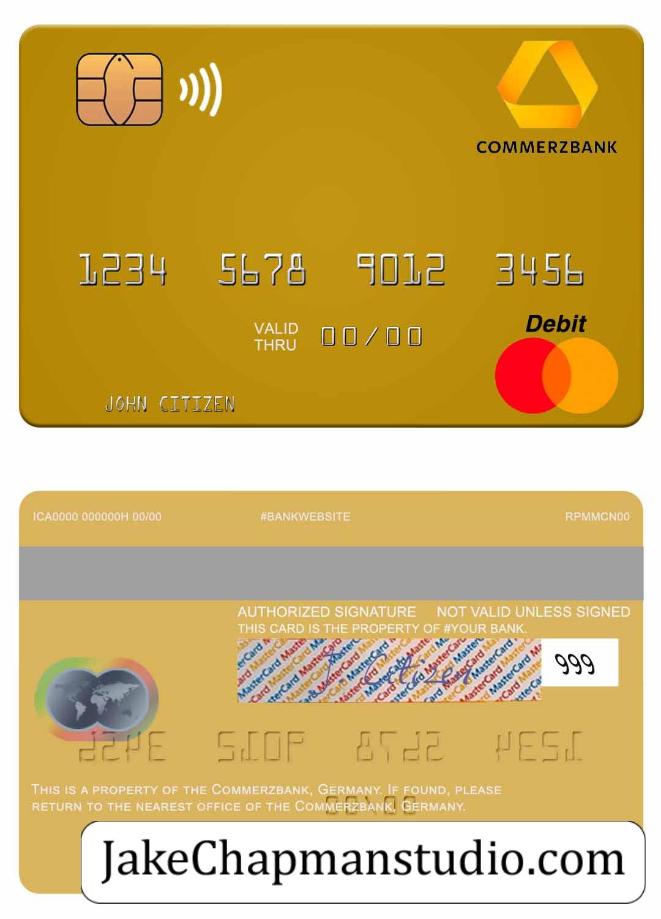 COMMERZBANK
1234 5678 9012 3456
Debit
VALID THRU 00/00
JOHN CITIZEN
ICA0000 000000H 00/00 #BANKWEBSITE RPMMCN00
AUTHORIZED SIGNATURE NOT VALID UNLESS SIGNED
THIS CARD IS THE PROPERTY OF #YOUR BANK.
MasterCard MasterCard MasterCard
J. Citizen
999
THIS IS A PROPERTY OF THE COMMERZBANK, GERMANY. IF FOUND, PLEASE
RETURN TO THE NEAREST OFFICE OF THE COMMERZBANK, GERMANY.
JakeChapmanstudio.com